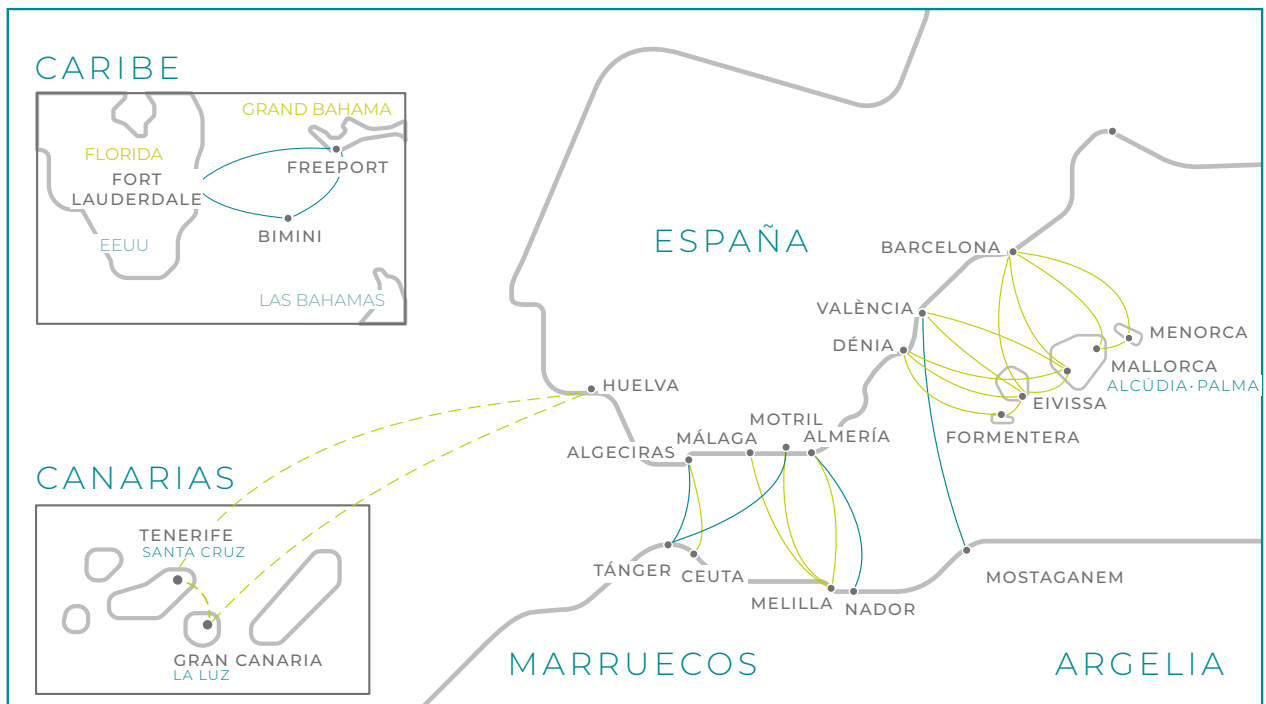 CARIBE
GRAND BAHAMA
FLORIDA
FREEPORT
FORT
LAUDERDALE
BIMINI
EEUU
LAS BAHAMAS
ESPAÑA
BARCELONA
VALÈNCIA
DÉNIA
MENORCA
MALLORCA
ALCÚDIA·PALMA
EIVISSA
FORMENTERA
HUELVA
MOTRIL
ALGECIRAS
MÁLAGA
ALMERÍA
CANARIAS
TENERIFE
SANTA CRUZ
GRAN CANARIA
LA LUZ
TÁNGER
CEUTA
MELILLA
NADOR
MOSTAGANEM
MARRUECOS
ARGELIA